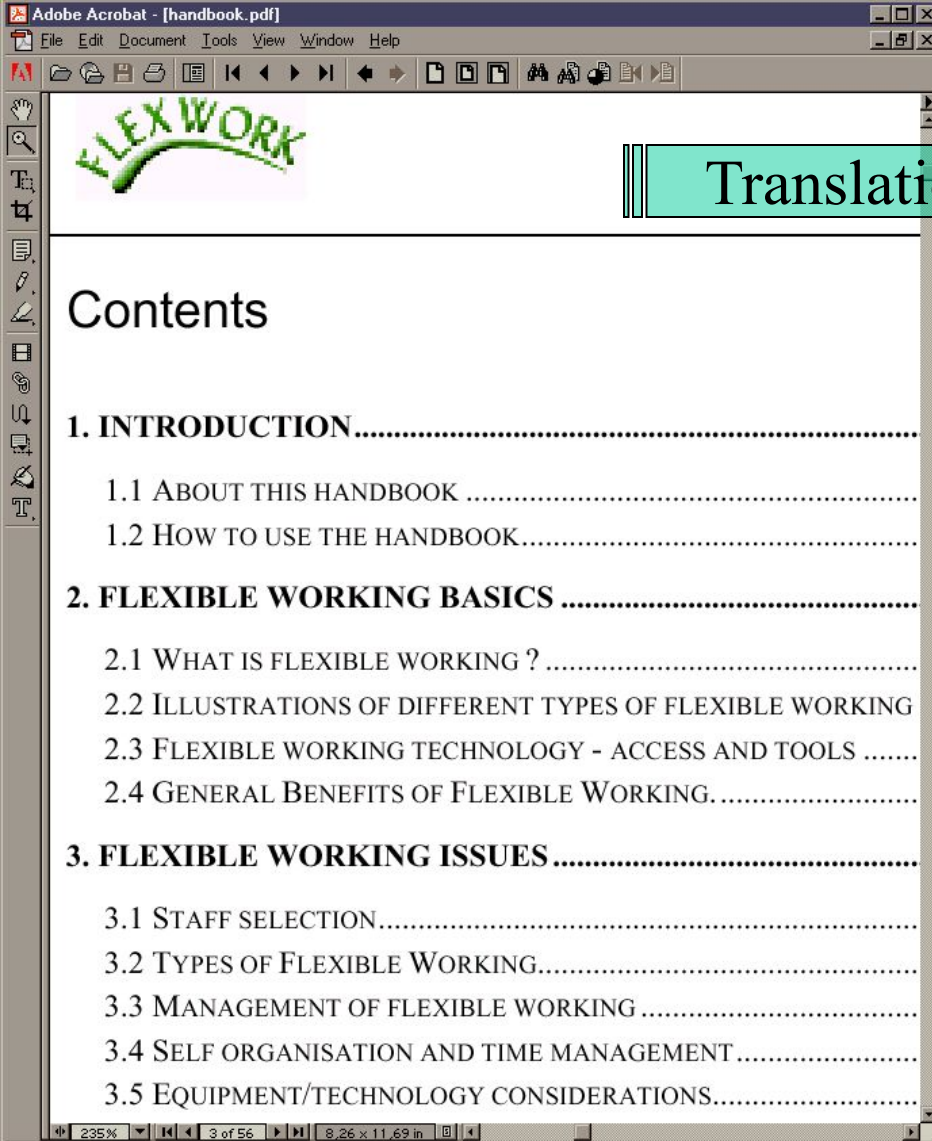 Adobe Acrobat - [handbook.pdf]
File Edit Document Tools View Window Help
FLEXWORK
Contents
1. INTRODUCTION
1.1 ABOUT THIS HANDBOOK
1.2 HOW TO USE THE HANDBOOK
2. FLEXIBLE WORKING BASICS
2.1 WHAT IS FLEXIBLE WORKING ?
2.2 ILLUSTRATIONS OF DIFFERENT TYPES OF FLEXIBLE WORKING
2.3 FLEXIBLE WORKING TECHNOLOGY - ACCESS AND TOOLS
2.4 GENERAL BENEFITS OF FLEXIBLE WORKING.
3. FLEXIBLE WORKING ISSUES
3.1 STAFF SELECTION
3.2 TYPES OF FLEXIBLE WORKING
3.3 MANAGEMENT OF FLEXIBLE WORKING
3.4 SELF ORGANISATION AND TIME MANAGEMENT
3.5 EQUIPMENT/TECHNOLOGY CONSIDERATIONS
235% 3 of 56 8,26 x 11,69 in